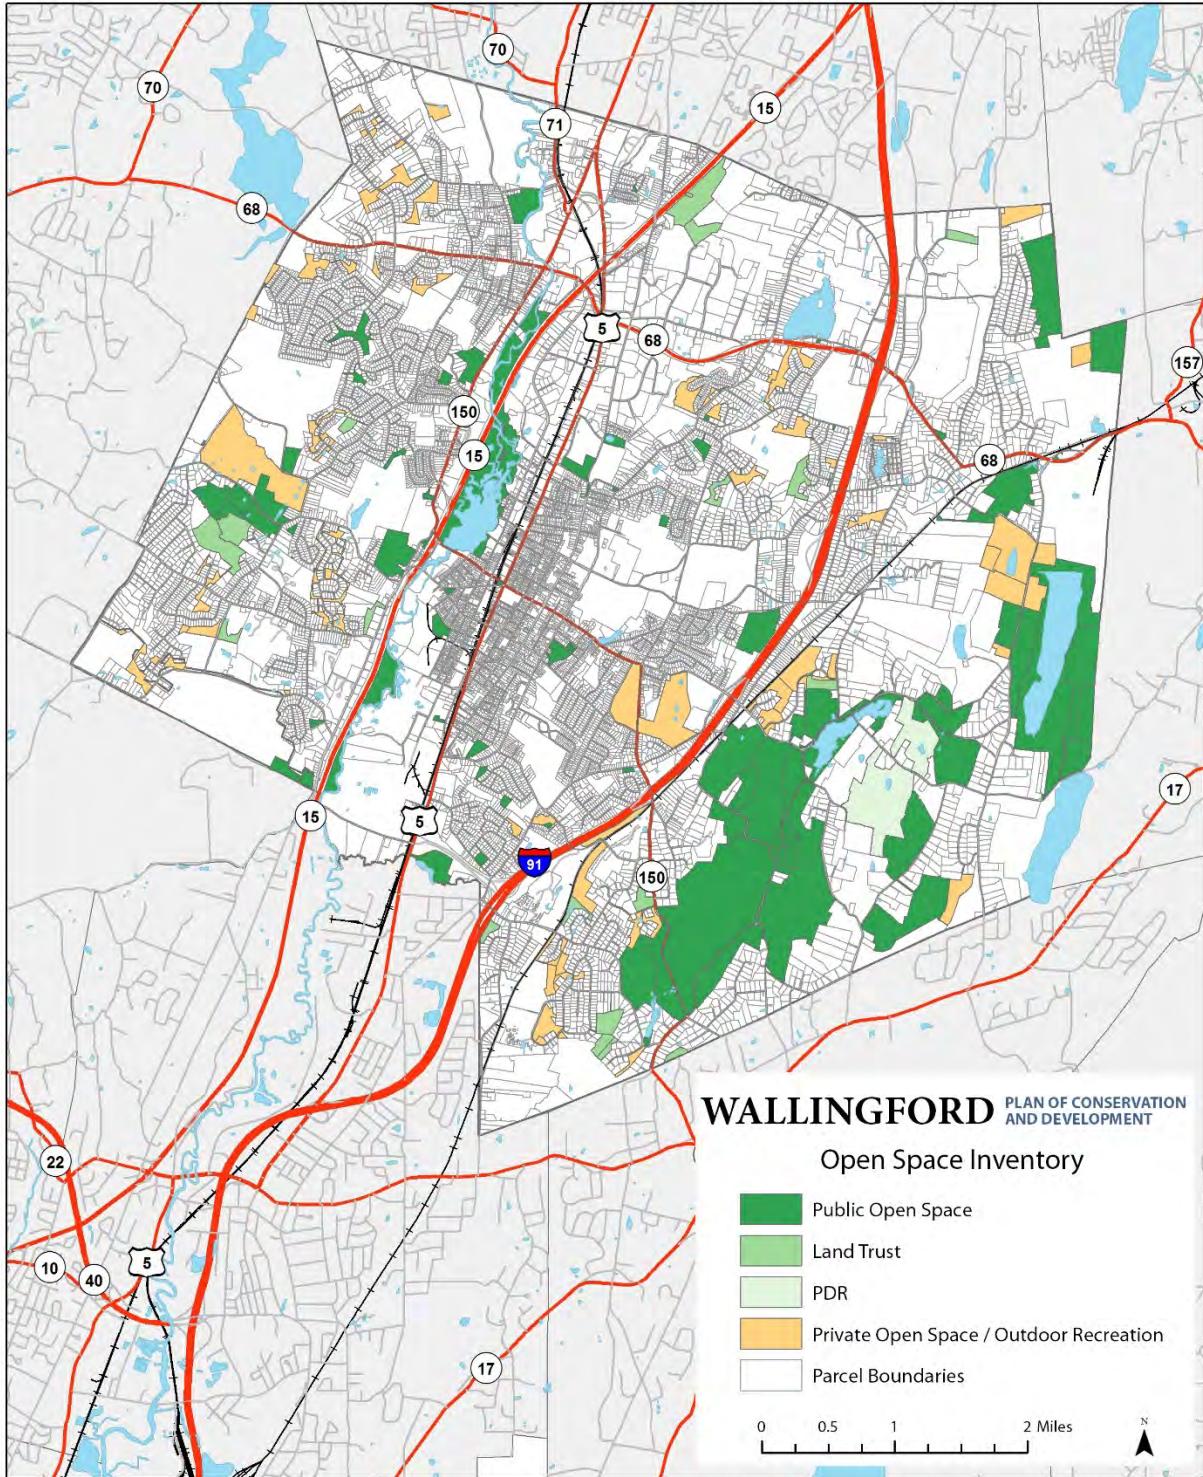 70
70
71
15
68
5
68
157
150
15
68
17
15
5
91
150
WALLINGFORD PLAN OF CONSERVATION
AND DEVELOPMENT
Open Space Inventory
22
Public Open Space
Land Trust
5
10
40
PDR
Private Open Space / Outdoor Recreation
17
Parcel Boundaries
0 0.5 1 2 Miles
N